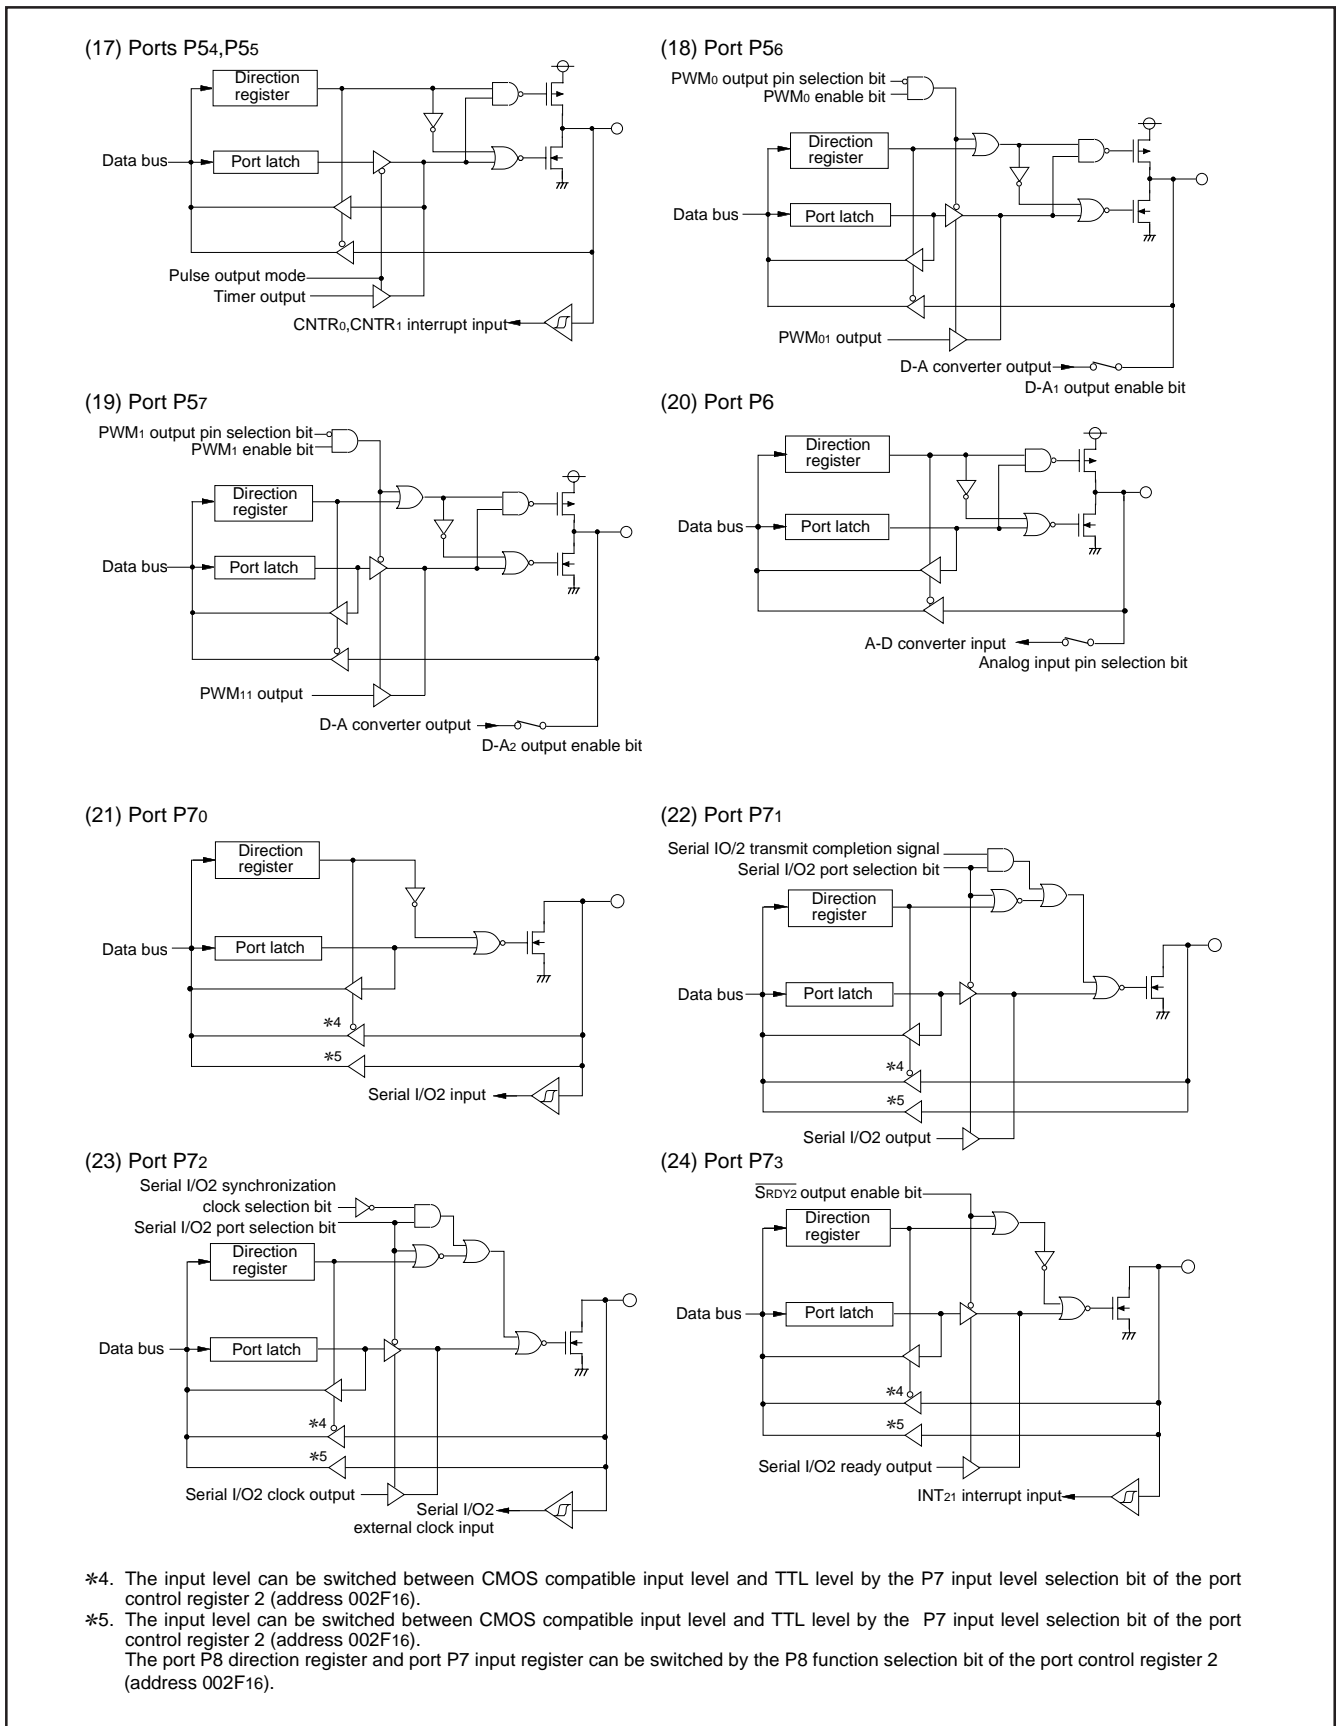 (17) Ports P54,P55
Direction
register
Data bus
Port latch
Pulse output mode
Timer output
CNTR0,CNTR1 interrupt input
(18) Port P56
PWM0 output pin selection bit
PWM0 enable bit
Direction
register
Data bus
Port latch
PWM01 output
D-A converter output
D-A1 output enable bit
(19) Port P57
PWM1 output pin selection bit
PWM1 enable bit
Direction
register
Data bus
Port latch
PWM11 output
D-A converter output
D-A2 output enable bit
(20) Port P6
Direction
register
Data bus
Port latch
A-D converter input
Analog input pin selection bit
(21) Port P70
Direction
register
Data bus
Port latch
*4
*5
Serial I/O2 input
(22) Port P71
Serial IO/2 transmit completion signal
Serial I/O2 port selection bit
Direction
register
Data bus
Port latch
*4
*5
Serial I/O2 output
(23) Port P72
Serial I/O2 synchronization
clock selection bit
Serial I/O2 port selection bit
Direction
register
Data bus
Port latch
*4
*5
Serial I/O2 clock output
Serial I/O2
external clock input
(24) Port P73
SRDY2 output enable bit
Direction
register
Data bus
Port latch
*4
*5
Serial I/O2 ready output
INT21 interrupt input
*4. The input level can be switched between CMOS compatible input level and TTL level by the P7 input level selection bit of the port
control register 2 (address 002F16).
*5. The input level can be switched between CMOS compatible input level and TTL level by the P7 input level selection bit of the port
control register 2 (address 002F16).
The port P8 direction register and port P7 input register can be switched by the P8 function selection bit of the port control register 2
(address 002F16).